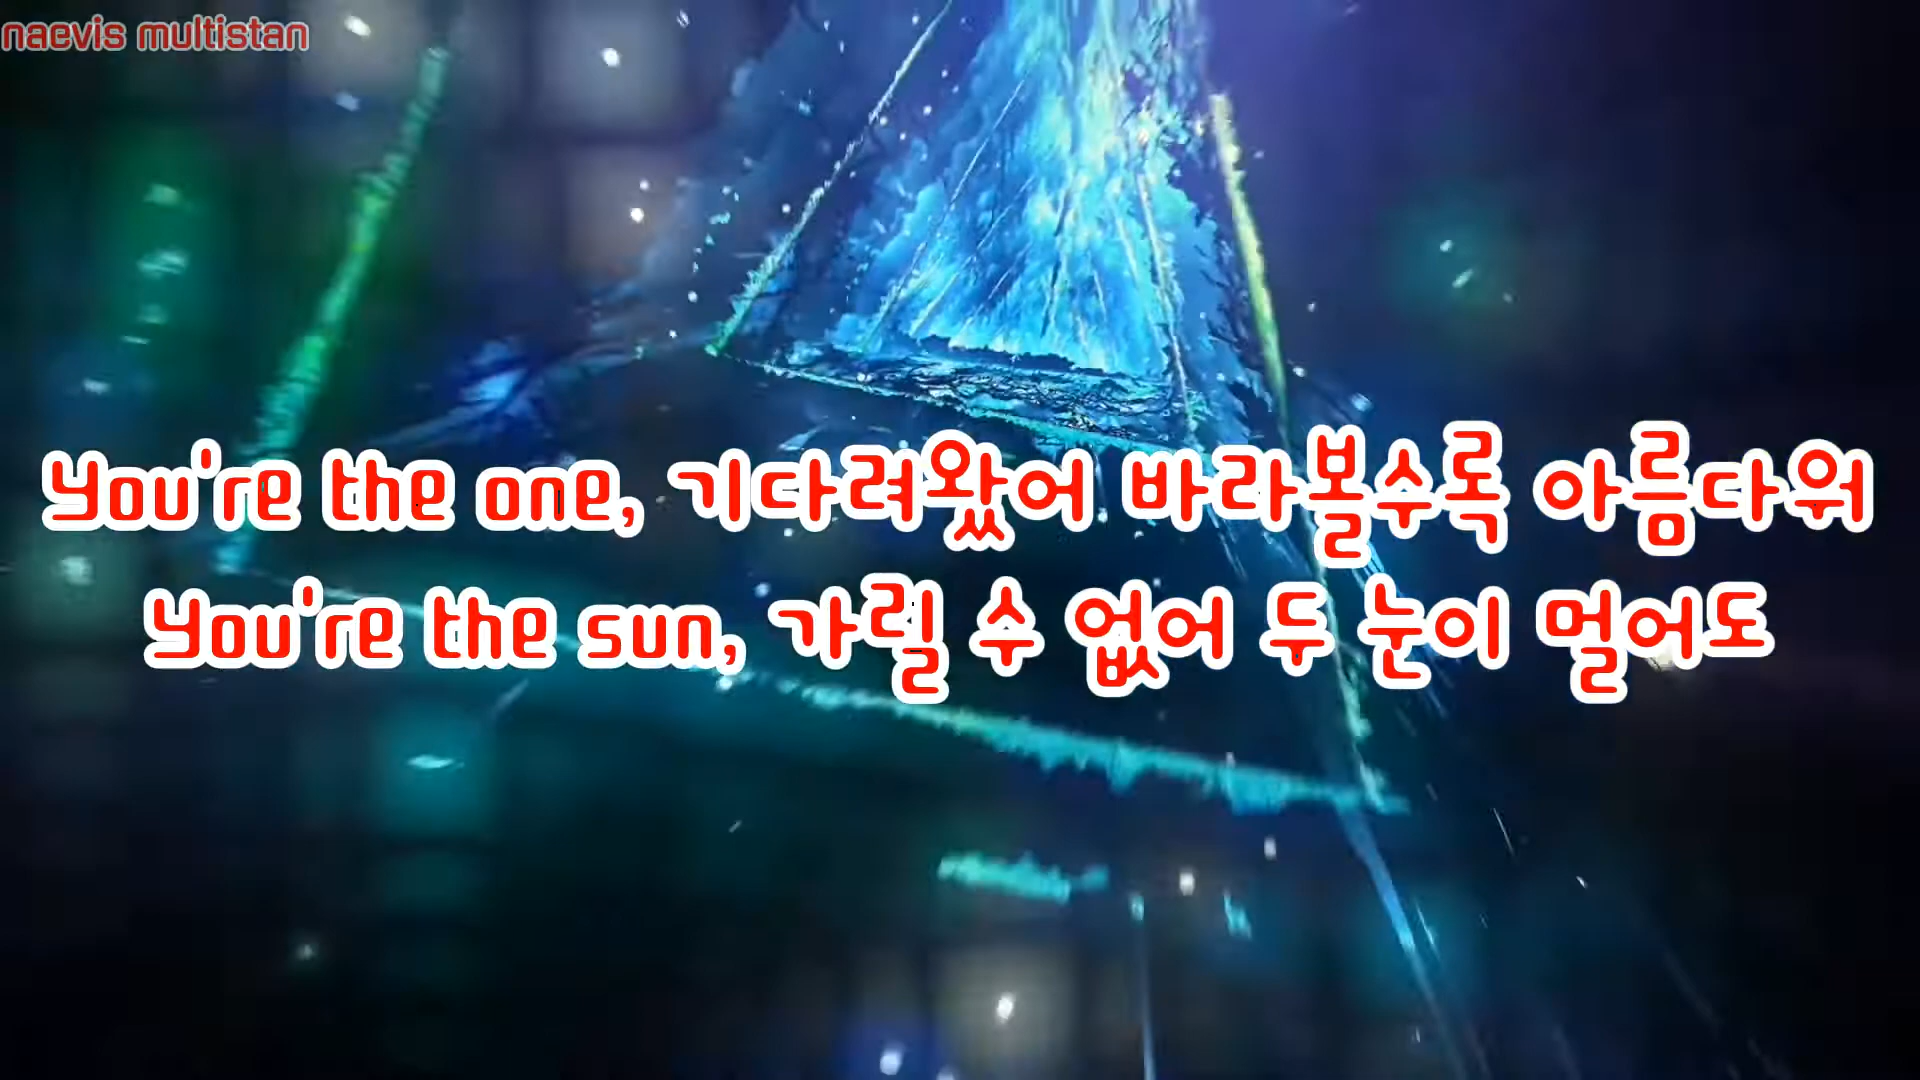 naevis multistan
You're the one, 기다려왔어 바라볼수록 아름다워
You're the sun, 가릴 수 없어 두 눈이 멀어도